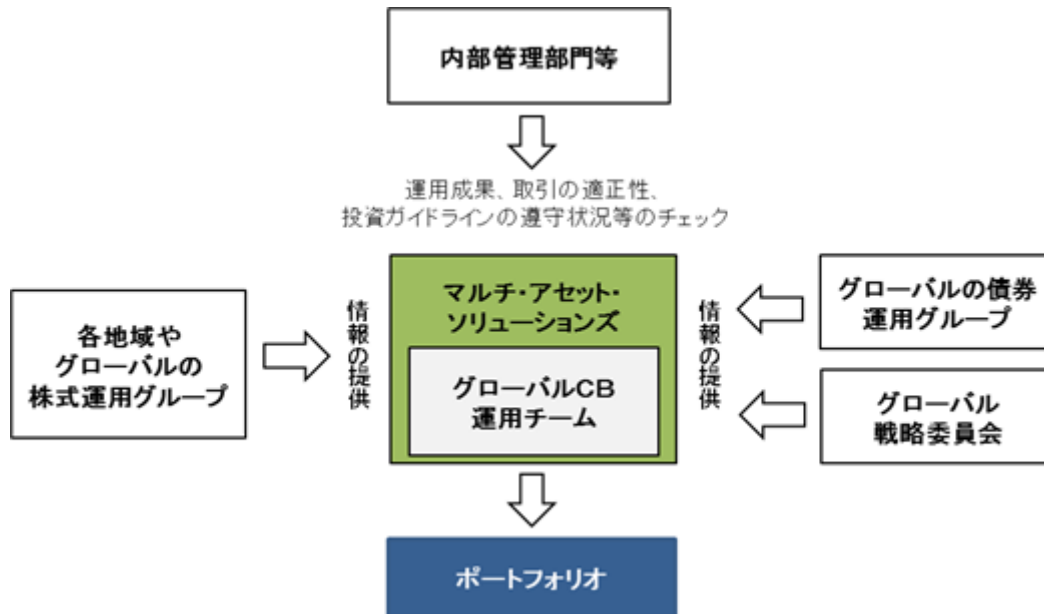 内部管理部門等
運用成果、取引の適正性、
投資ガイドラインの遵守状況等のチェック
各地域や
グローバルの
株式運用グループ
情報の提供
マルチ・アセット・
ソリューションズ
グローバルCB
運用チーム
情報の提供
グローバルの債券
運用グループ
グローバル
戦略委員会
ポートフォリオ